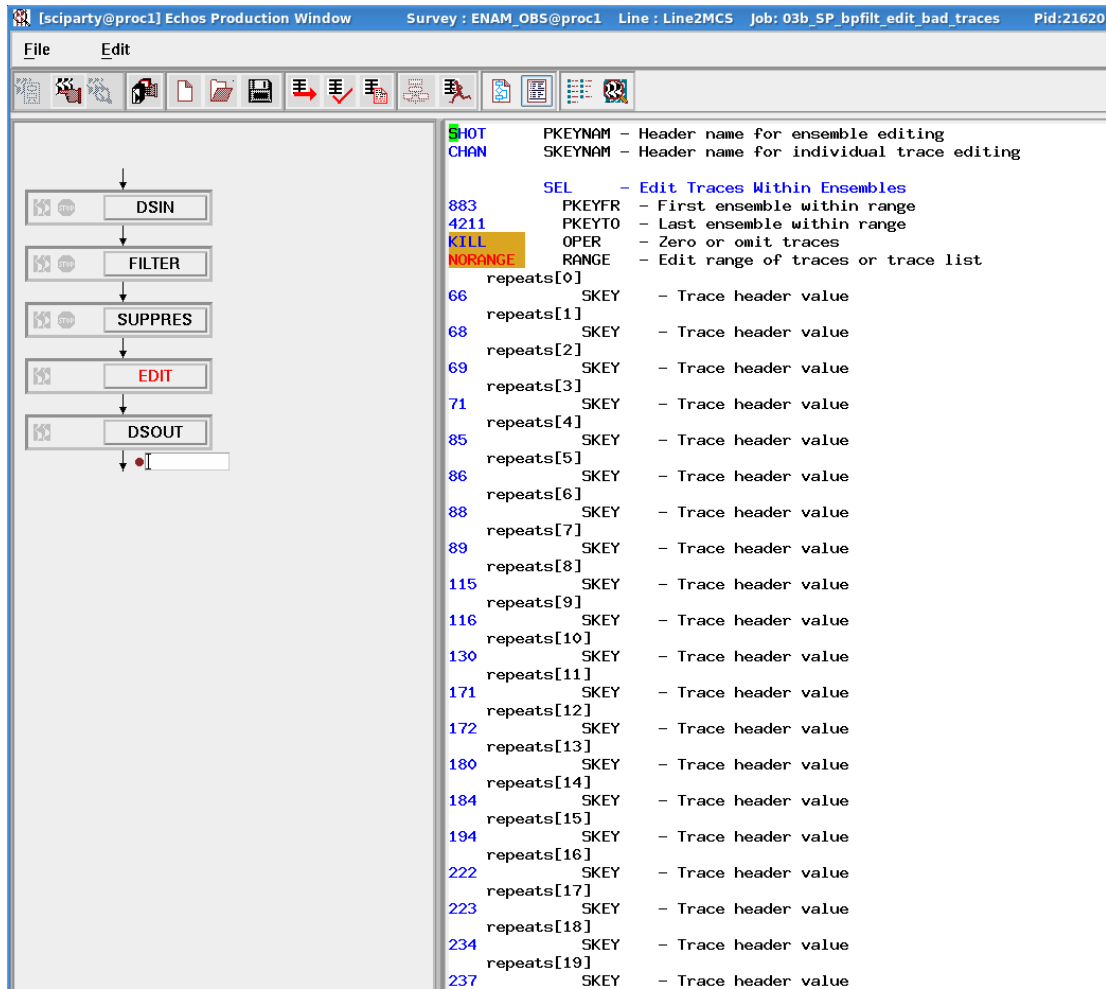 [sciparty@proc1] Echos Production Window Survey : ENAM_OBS@proc1 Line : Line2MCS Job: 03b_SP_bpfilt_edit_bad_traces Pid:21620
File Edit
DSIN
FILTER
SUPPRES
EDIT
DSOUT
SHOT PKEYNAM – Header name for ensemble editing
CHAN SKEYNAM – Header name for individual trace editing
SEL – Edit Traces Within Ensembles
883 PKEYFR – First ensemble within range
4211 PKEYTO – Last ensemble within range
KILL OPER – Zero or omit traces
NORANGE RANGE – Edit range of traces or trace list
repeats[0]
66 SKEY – Trace header value
repeats[1]
68 SKEY – Trace header value
repeats[2]
69 SKEY – Trace header value
repeats[3]
71 SKEY – Trace header value
repeats[4]
85 SKEY – Trace header value
repeats[5]
86 SKEY – Trace header value
repeats[6]
88 SKEY – Trace header value
repeats[7]
89 SKEY – Trace header value
repeats[8]
115 SKEY – Trace header value
repeats[9]
116 SKEY – Trace header value
repeats[10]
130 SKEY – Trace header value
repeats[11]
171 SKEY – Trace header value
repeats[12]
172 SKEY – Trace header value
repeats[13]
180 SKEY – Trace header value
repeats[14]
184 SKEY – Trace header value
repeats[15]
194 SKEY – Trace header value
repeats[16]
222 SKEY – Trace header value
repeats[17]
223 SKEY – Trace header value
repeats[18]
234 SKEY – Trace header value
repeats[19]
237 SKEY – Trace header value